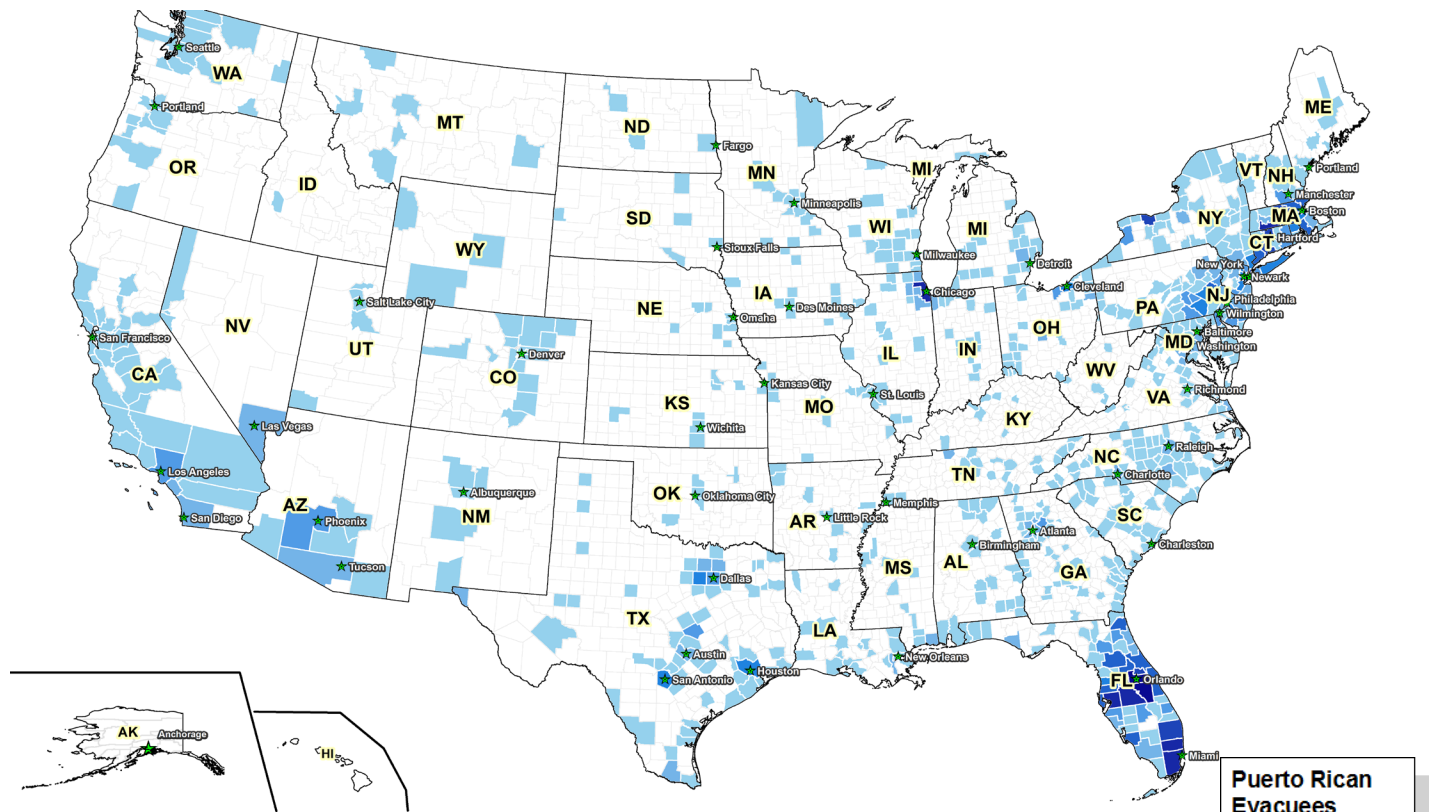 Seattle
WA
Portland
OR
ID
MT
ND
Fargo
MN
Minneapolis
SD
Sioux Falls
WY
WI
MI
MI
Milwaukee
Detroit
ME
VT
NH
Portland
Manchester
NY
MA
Boston
CT
Hartford
New York
Newark
NJ
Philadelphia
Wilmington
PA
Baltimore
MD
Washington
Cleveland
Chicago
IA
Des Moines
NE
Omaha
Salt Lake City
NV
UT
San Francisco
CA
Denver
CO
IL
IN
OH
WV
VA
Richmond
Kansas City
St. Louis
KS
MO
KY
Wichita
Las Vegas
Los Angeles
San Diego
AZ
Phoenix
Tucson
Albuquerque
NM
OK
Oklahoma City
TN
Memphis
NC
Raleigh
Charlotte
SC
Charleston
AR
Little Rock
MS
AL
Birmingham
Atlanta
GA
Dallas
TX
LA
Austin
San Antonio
Houston
New Orleans
FL
Orlando
Miami
AK
Anchorage
HI
Puerto Rican
Evacuees